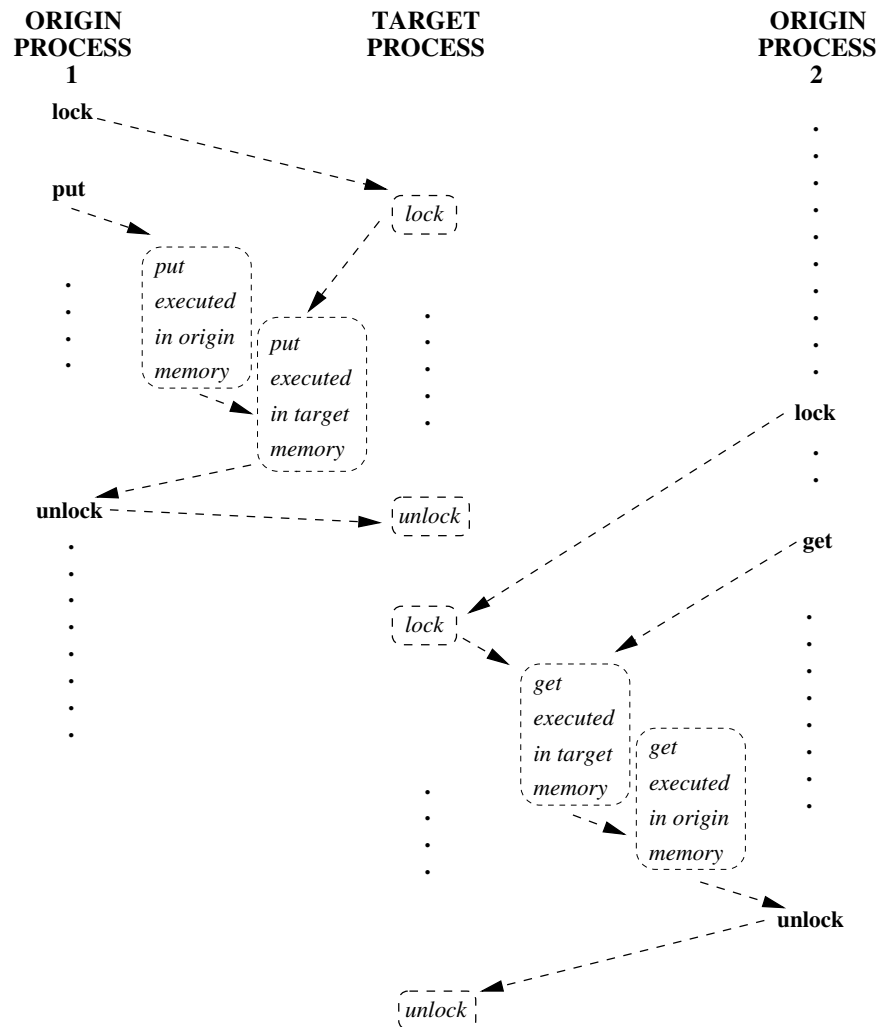 ORIGIN
PROCESS
1
TARGET
PROCESS
ORIGIN
PROCESS
2
lock
put
lock
put
executed
in origin
memory
put
executed
in target
memory
lock
unlock
unlock
get
lock
get
executed
in target
memory
get
executed
in origin
memory
unlock
unlock